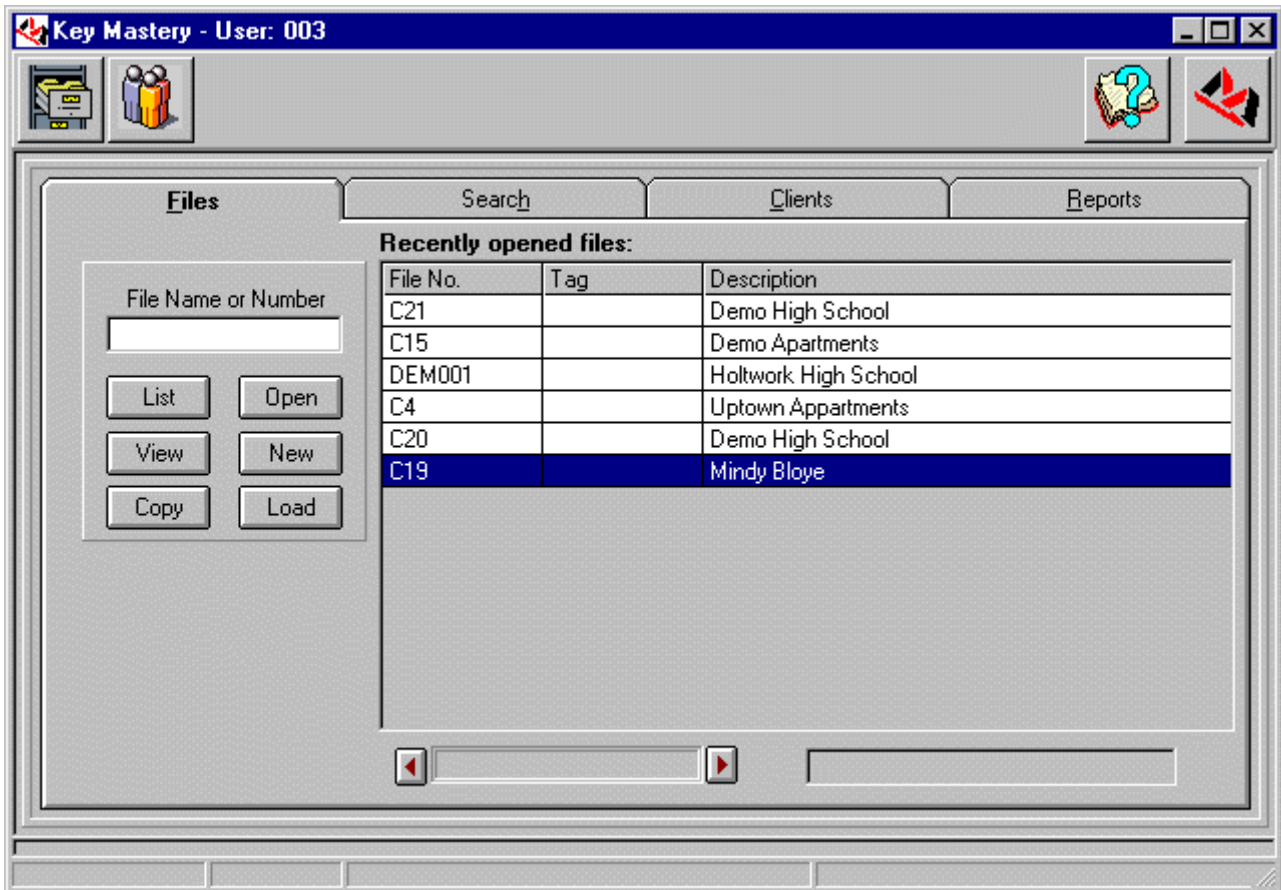 Key Mastery - User: 003
Files Search Clients Reports
Recently opened files:
File Name or Number
File No. Tag Description
C21 Demo High School
C15 Demo Apartments
DEM001 Holtwork High School
C4 Uptown Appartments
C20 Demo High School
C19 Mindy Bloye
List Open
View New
Copy Load